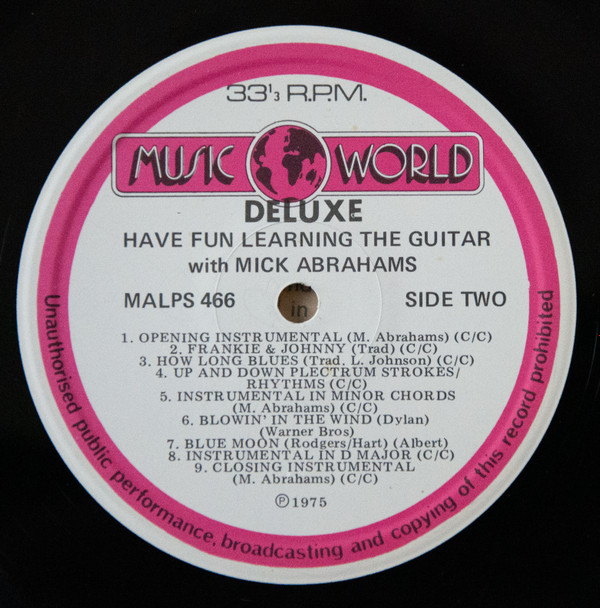 33⅓ R.P.M.
MUSIC WORLD
DELUXE
HAVE FUN LEARNING THE GUITAR
with MICK ABRAHAMS
in
MALPS 466 SIDE TWO
1. OPENING INSTRUMENTAL (M. Abrahams) (C/C)
2. FRANKIE & JOHNNY (Trad) (C/C)
3. HOW LONG BLUES (Trad. L. Johnson) (C/C)
4. UP AND DOWN PLECTRUM STROKES/
RHYTHMS (C/C)
5. INSTRUMENTAL IN MINOR CHORDS
(M. Abrahams) (C/C)
6. BLOWIN' IN THE WIND (Dylan)
(Warner Bros)
7. BLUE MOON (Rodgers/Hart) (Albert)
8. INSTRUMENTAL IN D MAJOR (C/C)
9. CLOSING INSTRUMENTAL
(M. Abrahams) (C/C)
Ⓟ1975
Unauthorised public performance, broadcasting and copying of this record prohibited